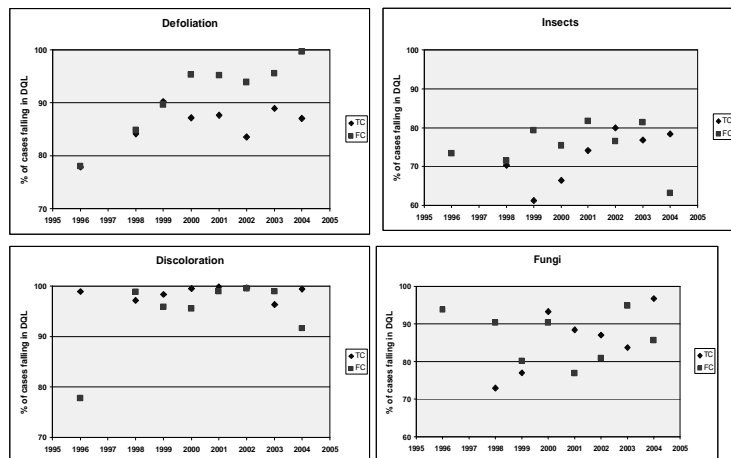 Defoliation
% of cases falling in DQL
100
90
80
70
1995 1996 1997 1998 1999 2000 2001 2002 2003 2004 2005
TC
FC
Insects
% of cases falling in DQL
100
90
80
70
60
1995 1996 1997 1998 1999 2000 2001 2002 2003 2004 2005
TC
FC
Discoloration
% of cases falling in DQL
100
90
80
70
1995 1996 1997 1998 1999 2000 2001 2002 2003 2004 2005
TC
FC
Fungi
% of cases falling in DQL
100
90
80
70
60
1995 1996 1997 1998 1999 2000 2001 2002 2003 2004 2005
TC
FC